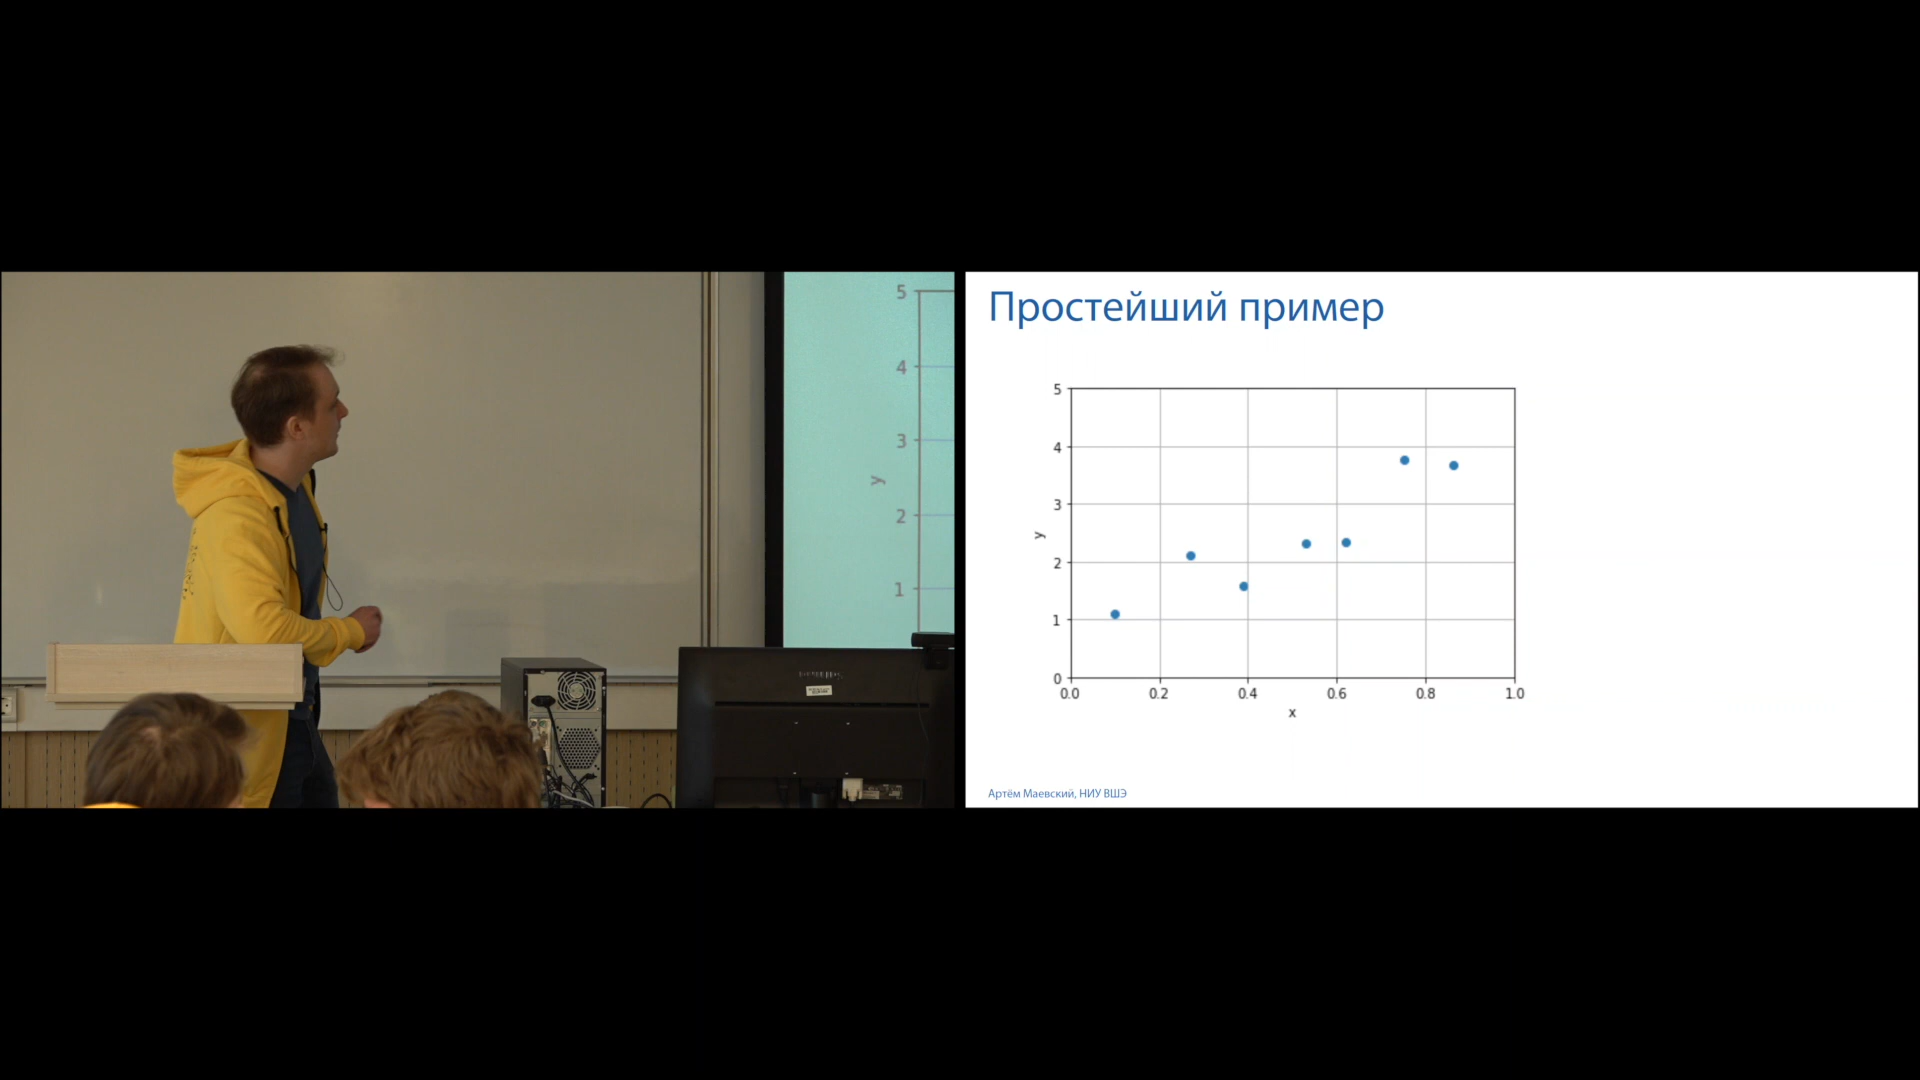 5
4
3
2
1
y
Простейший пример
5
4
3
2
1
0
y
0.0 0.2 0.4 0.6 0.8 1.0
x
Артём Маевский, НИУ ВШЭ